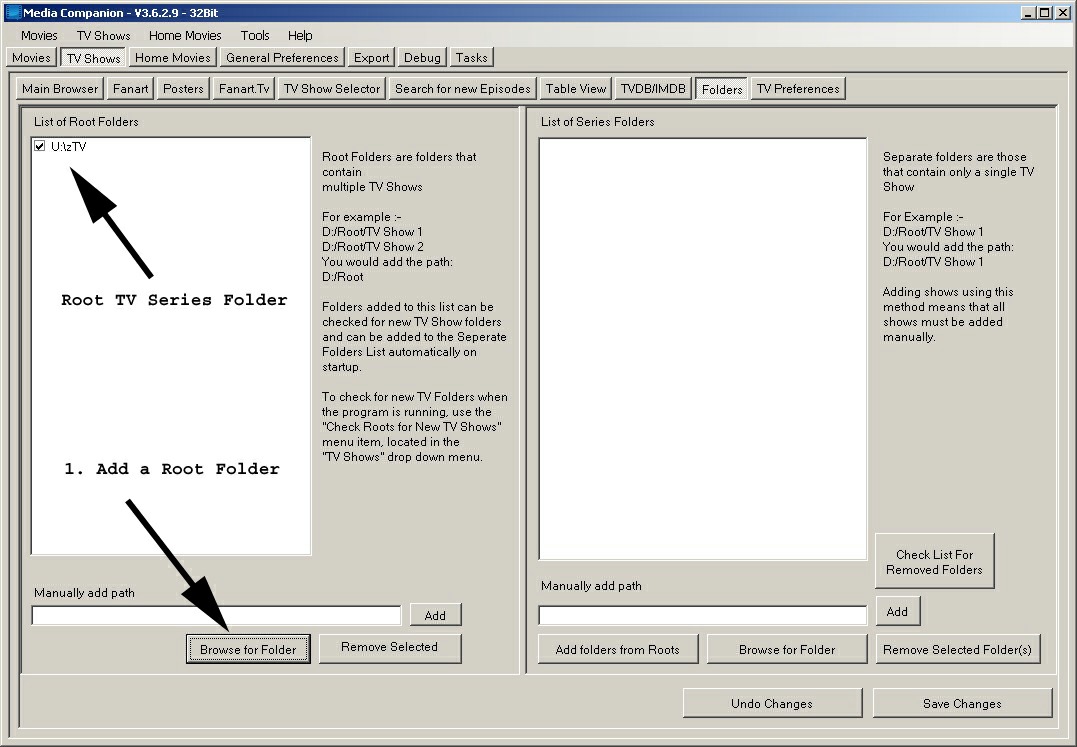 Media Companion - V3.6.2.9 - 32Bit
Movies TV Shows Home Movies Tools Help
Movies TV Shows Home Movies General Preferences Export Debug Tasks
Main Browser Fanart Posters Fanart.Tv TV Show Selector Search for new Episodes Table View TVDB/IMDB Folders TV Preferences
List of Root Folders
U:\zTV
Root TV Series Folder
1. Add a Root Folder
Root Folders are folders that
contain
multiple TV Shows
For example :-
D:/Root/TV Show 1
D:/Root/TV Show 2
You would add the path:
D:/Root
Folders added to this list can be
checked for new TV Show folders
and can be added to the Seperate
Folders List automatically on
startup.
To check for new TV Folders when
the program is running, use the
"Check Roots for New TV Shows"
menu item, located in the
"TV Shows" drop down menu.
Manually add path
Add
Browse for Folder Remove Selected
List of Series Folders
Separate folders are those
that contain only a single TV
Show
For Example :-
D:/Root/TV Show 1
You would add the path:
D:/Root/TV Show 1
Adding shows using this
method means that all
shows must be added
manually.
Check List For
Removed Folders
Manually add path
Add
Add folders from Roots Browse for Folder Remove Selected Folder(s)
Undo Changes Save Changes